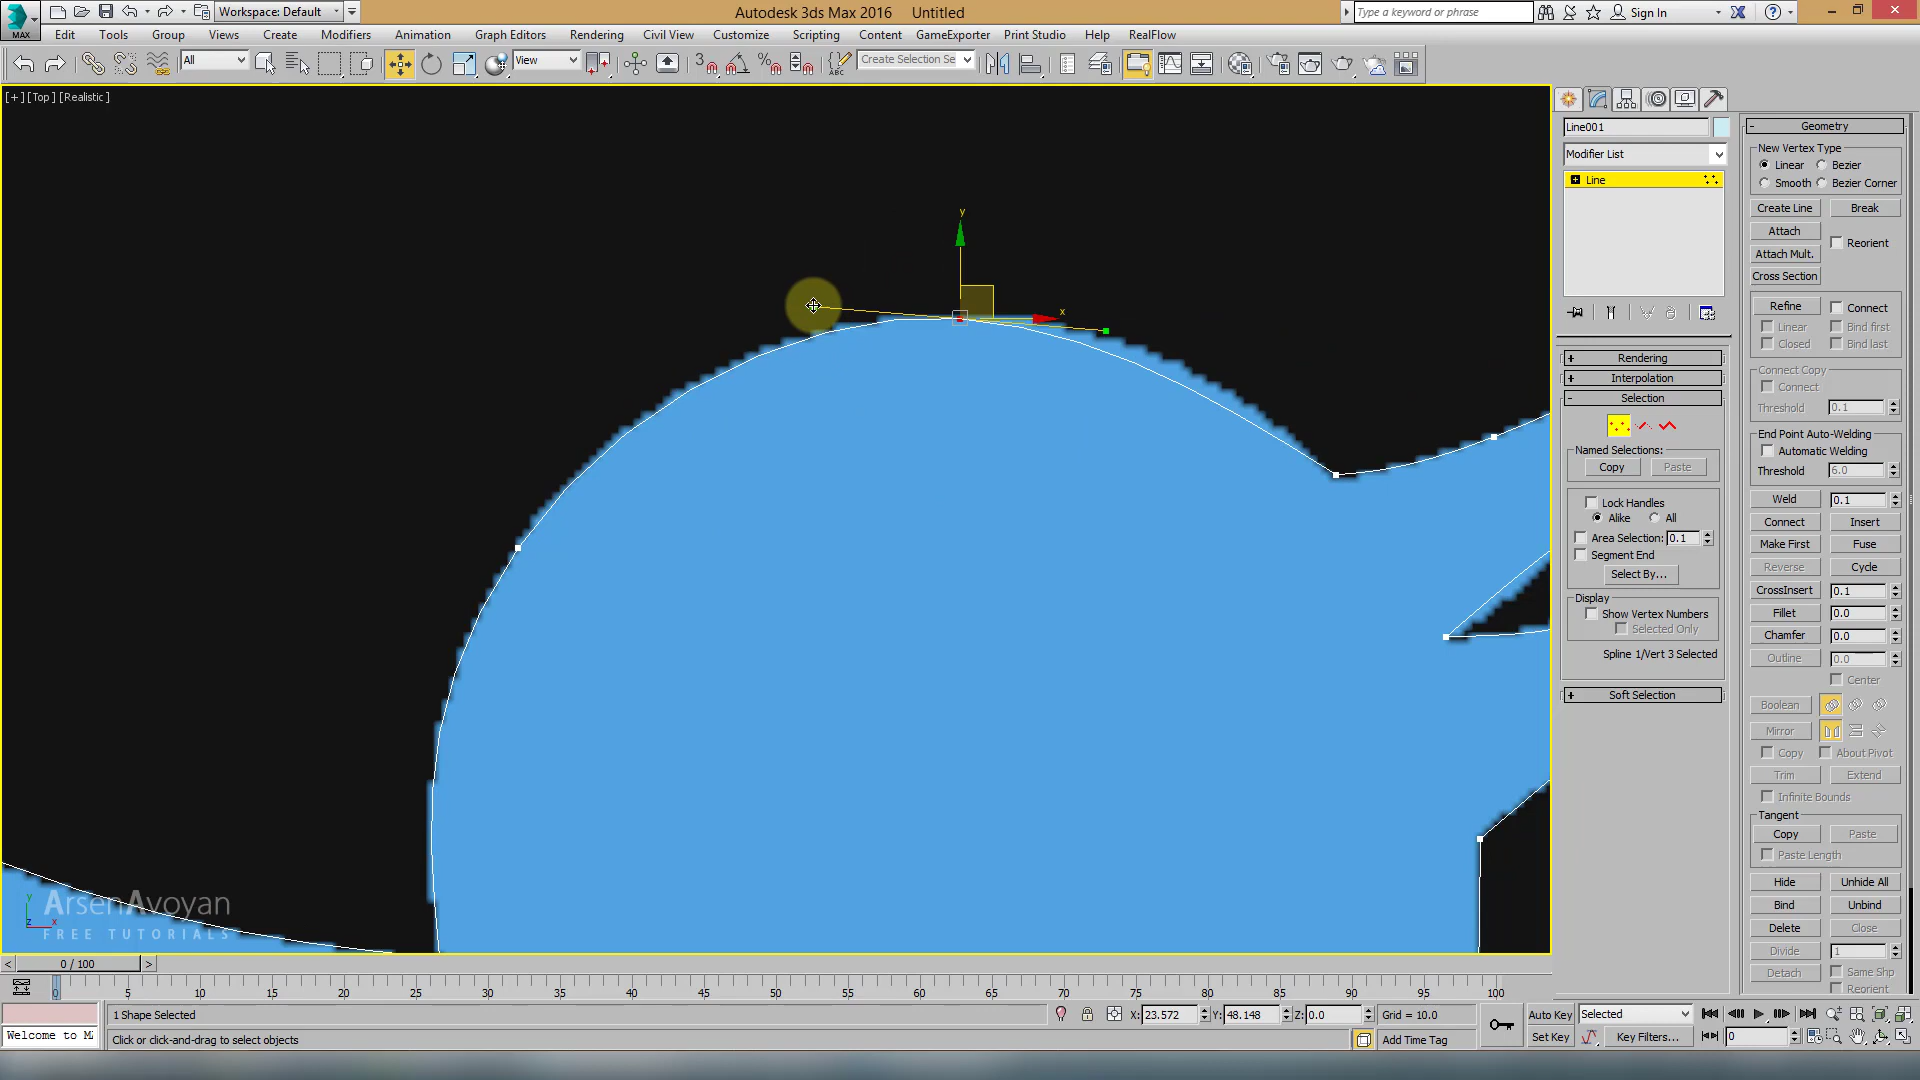 Workspace: Default
Autodesk 3ds Max 2016 Untitled
Type a keyword or phrase
Sign In
MAX
Edit Tools Group Views Create Modifiers Animation Graph Editors Rendering Civil View Customize Scripting Content GameExporter Print Studio Help RealFlow
All
View
3
ABC
Create Selection Se
[+] [Top] [Realistic]
y
x
Line001
Modifier List
Line
Rendering
Interpolation
Selection
Named Selections:
Copy Paste
Lock Handles
Alike All
Area Selection: 0.1
Segment End
Select By...
Display
Show Vertex Numbers
Selected Only
Spline 1/Vert 3 Selected
Soft Selection
Geometry
New Vertex Type
Linear Bezier
Smooth Bezier Corner
Create Line Break
Attach
Reorient
Attach Mult.
Cross Section
Refine Connect
Linear Bind first
Closed Bind last
Connect Copy
Connect
Threshold 0.1
End Point Auto-Welding
Automatic Welding
Threshold 6.0
Weld 0.1
Connect Insert
Make First Fuse
Reverse Cycle
CrossInsert 0.1
Fillet 0.0
Chamfer 0.0
Outline 0.0
Center
Boolean
Mirror
Copy About Pivot
Trim Extend
Infinite Bounds
Tangent
Copy Paste
Paste Length
Hide Unhide All
Bind Unbind
Delete Close
Divide 1
Detach Same Shp
Reorient
ArsenAvoyan
FREE TUTORIALS
y
z x
< 0 / 100 >
0 5 10 15 20 25 30 35 40 45 50 55 60 65 70 75 80 85 90 95 100
1 Shape Selected
X: 23.572 Y: 48.148 Z: 0.0 Grid = 10.0
Auto Key Selected
Welcome to M
Click or click-and-drag to select objects
Add Time Tag
Set Key Key Filters... 0